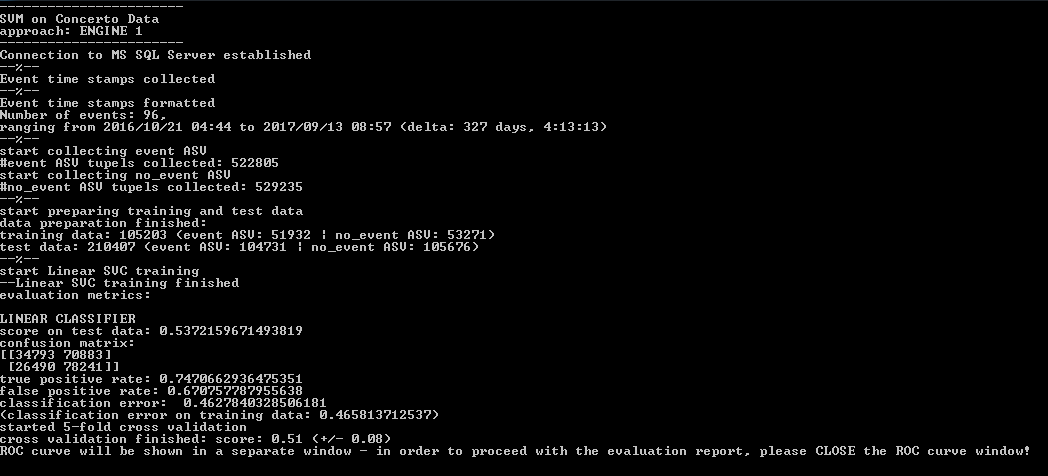 -----------------------
SVM on Concerto Data
approach: ENGINE 1
-----------------------
Connection to MS SQL Server established
--%--
Event time stamps collected
--%--
Event time stamps formatted
Number of events: 96,
ranging from 2016/10/21 04:44 to 2017/09/13 08:57 (delta: 327 days, 4:13:13)
--%--
start collecting event ASV
#event ASV tupels collected: 522805
start collecting no_event ASV
#no_event ASV tupels collected: 529235
--%--
start preparing training and test data
data preparation finished:
training data: 105203 (event ASV: 51932 | no_event ASV: 53271)
test data: 210407 (event ASV: 104731 | no_event ASV: 105676)
--%--
start Linear SVC training
--Linear SVC training finished
evaluation metrics:
LINEAR CLASSIFIER
score on test data: 0.5372159671493819
confusion matrix:
[[34793 70883]
 [26490 78241]]
true positive rate: 0.7470662936475351
false positive rate: 0.670757787955638
classification error:  0.4627840328506181
(classification error on training data: 0.465813712537)
started 5-fold cross validation
cross validation finished: score: 0.51 (+/- 0.08)
ROC curve will be shown in a separate window - in order to proceed with the evaluation report, please CLOSE the ROC curve window!